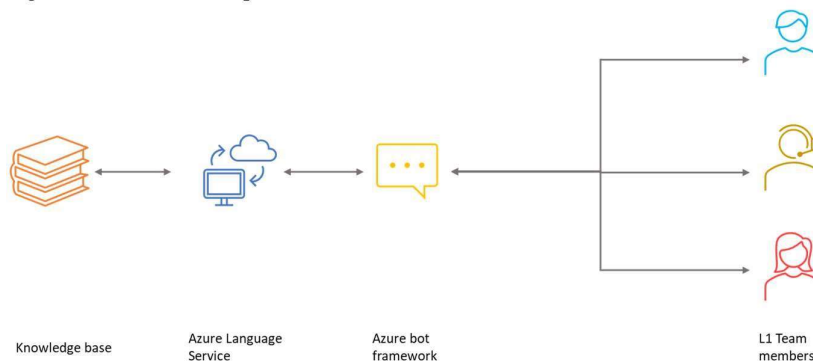 Knowledge base
Azure Language
Service
Azure bot
framework
L1 Team
members